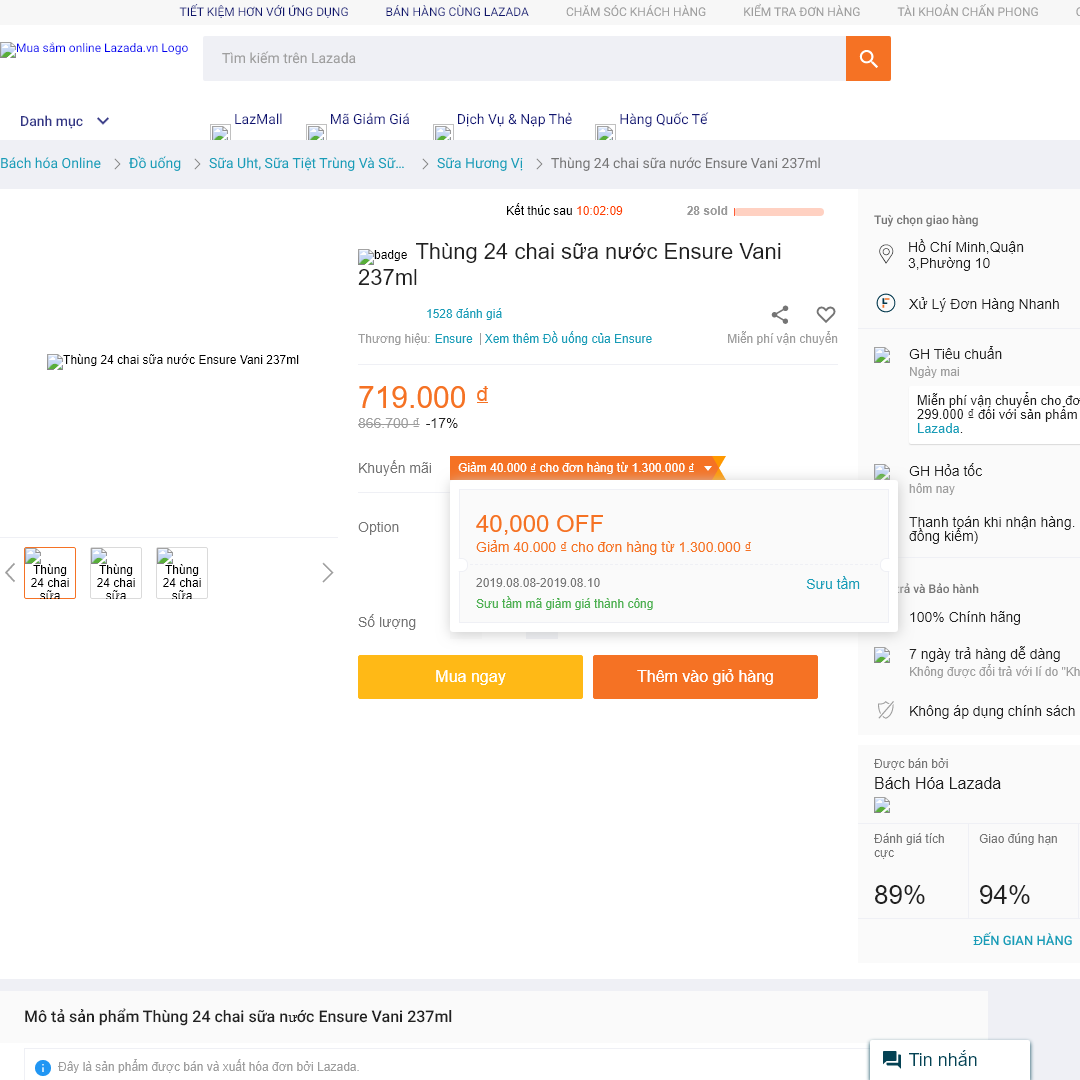 TIẾT KIỆM HƠN VỚI ỨNG DỤNG
BÁN HÀNG CÙNG LAZADA
CHĂM SÓC KHÁCH HÀNG
KIỂM TRA ĐƠN HÀNG
TÀI KHOẢN CHẤN PHONG
Mua sắm online Lazada.vn Logo
Tìm kiếm trên Lazada
Danh mục
LazMall
Mã Giảm Giá
Dịch Vụ & Nạp Thẻ
Hàng Quốc Tế
Bách hóa Online
Đồ uống
Sữa Uht, Sữa Tiệt Trùng Và Sữ...
Sữa Hương Vị
Thùng 24 chai sữa nước Ensure Vani 237ml
Kết thúc sau 10:02:09
28 sold
badge Thùng 24 chai sữa nước Ensure Vani
237ml
1528 đánh giá
Thương hiệu: Ensure | Xem thêm Đồ uống của Ensure
Miễn phí vận chuyển
Thùng 24 chai sữa nước Ensure Vani 237ml
719.000 ₫
866.700 ₫ -17%
Khuyến mãi
Giảm 40.000 ₫ cho đơn hàng từ 1.300.000 ₫
40,000 OFF
Giảm 40.000 ₫ cho đơn hàng từ 1.300.000 ₫
2019.08.08-2019.08.10
Sưu tầm mã giảm giá thành công
Sưu tầm
Option
Số lượng
Mua ngay
Thêm vào giỏ hàng
Thùng
24 chai
sữa
Thùng
24 chai
sữa
Thùng
24 chai
sữa
Tuỳ chọn giao hàng
Hồ Chí Minh,Quận
3,Phường 10
Xử Lý Đơn Hàng Nhanh
GH Tiêu chuẩn
Ngày mai
Miễn phí vận chuyển cho đơ
299.000 ₫ đối với sản phẩm
Lazada.
GH Hỏa tốc
hôm nay
Thanh toán khi nhận hàng.
đồng kiểm)
rả và Bảo hành
100% Chính hãng
7 ngày trả hàng dễ dàng
Không được đổi trả với lí do "Kh
Không áp dụng chính sách
Được bán bởi
Bách Hóa Lazada
Đánh giá tích
cực
89%
Giao đúng hạn
94%
ĐẾN GIAN HÀNG
Mô tả sản phẩm Thùng 24 chai sữa nước Ensure Vani 237ml
Đây là sản phẩm được bán và xuất hóa đơn bởi Lazada.
Tin nhắn